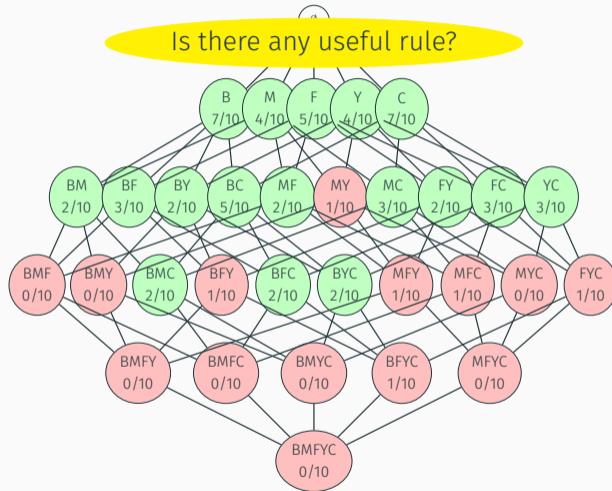 Is there any useful rule?
B
7/10
M
4/10
F
5/10
Y
4/10
C
7/10
BM
2/10
BF
3/10
BY
2/10
BC
5/10
MF
2/10
MY
1/10
MC
3/10
FY
2/10
FC
3/10
YC
3/10
BMF
0/10
BMY
0/10
BMC
2/10
BFY
1/10
BFC
2/10
BYC
2/10
MFY
1/10
MFC
1/10
MYC
0/10
FYC
1/10
BMFY
0/10
BMFC
0/10
BMYC
0/10
BFYC
1/10
MFYC
0/10
BMFYC
0/10